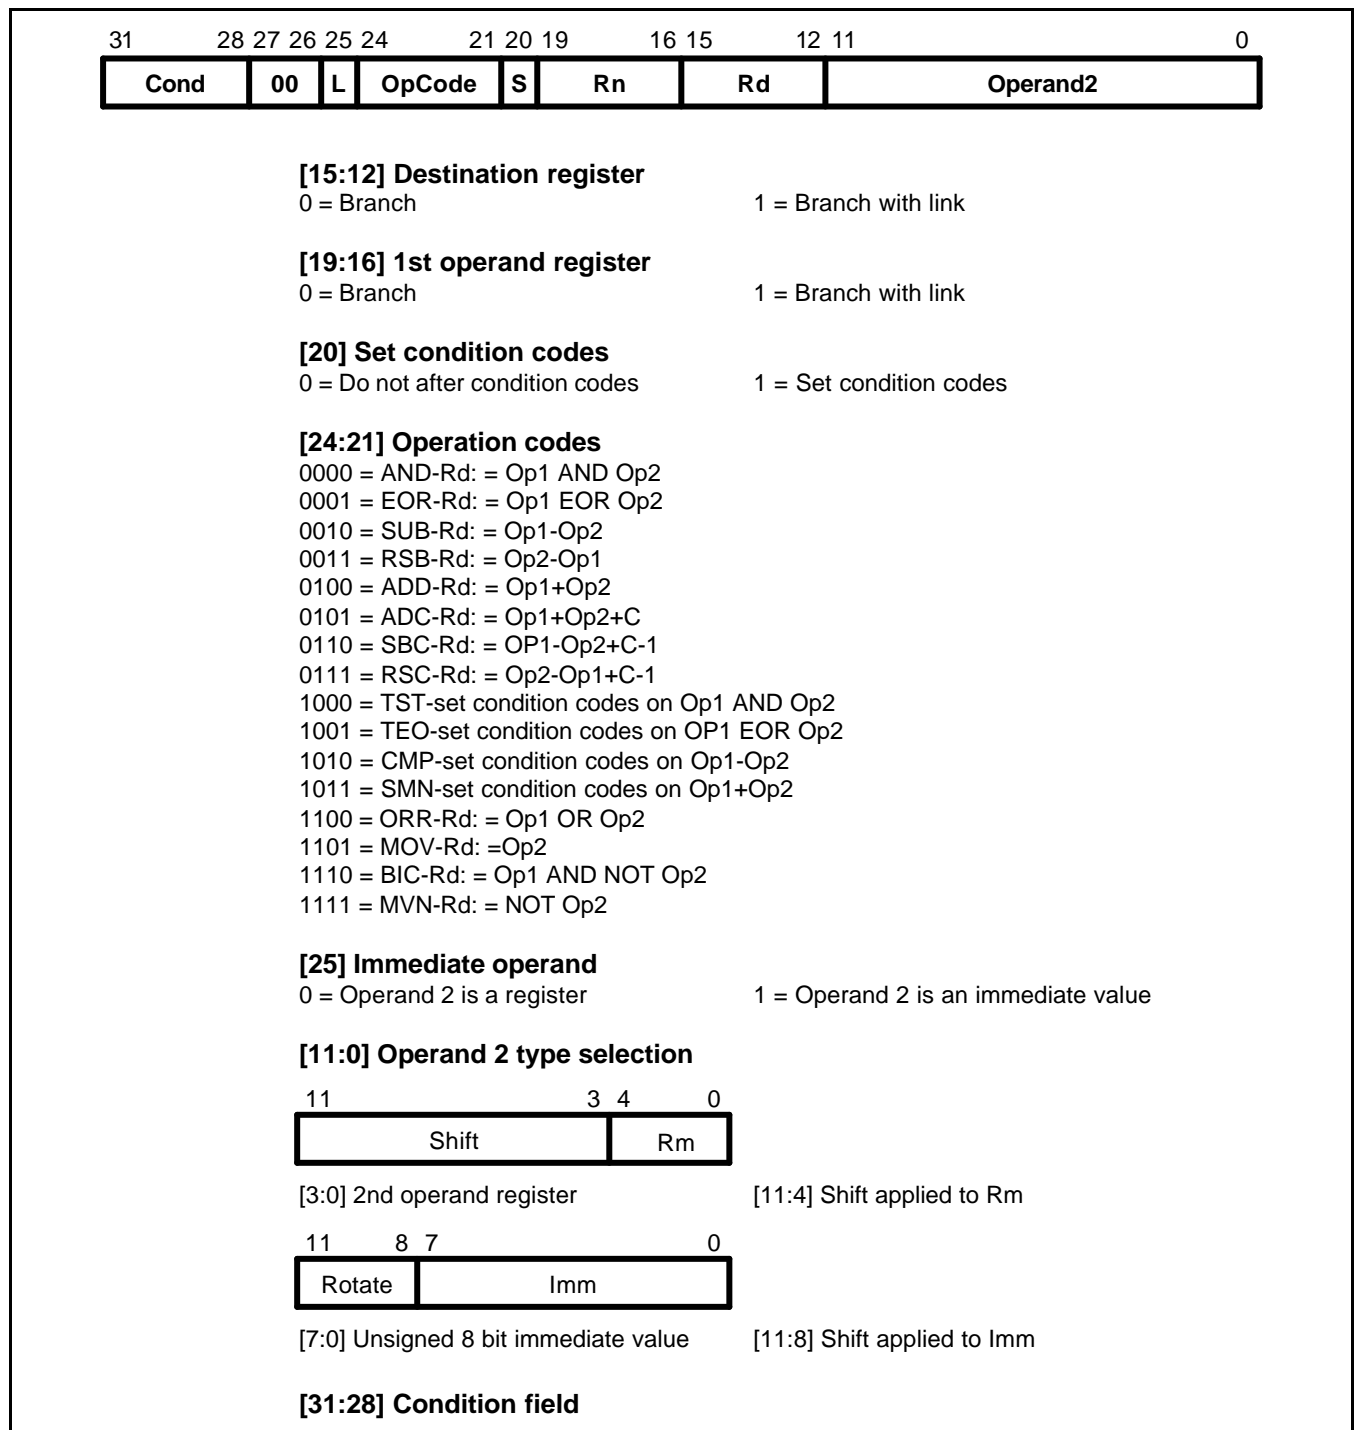 31 28 27 26 25 24 21 20 19 16 15 12 11 0
Cond 00 L OpCode S Rn Rd Operand2
[15:12] Destination register
0 = Branch 1 = Branch with link
[19:16] 1st operand register
0 = Branch 1 = Branch with link
[20] Set condition codes
0 = Do not after condition codes 1 = Set condition codes
[24:21] Operation codes
0000 = AND-Rd: = Op1 AND Op2
0001 = EOR-Rd: = Op1 EOR Op2
0010 = SUB-Rd: = Op1-Op2
0011 = RSB-Rd: = Op2-Op1
0100 = ADD-Rd: = Op1+Op2
0101 = ADC-Rd: = Op1+Op2+C
0110 = SBC-Rd: = OP1-Op2+C-1
0111 = RSC-Rd: = Op2-Op1+C-1
1000 = TST-set condition codes on Op1 AND Op2
1001 = TEO-set condition codes on OP1 EOR Op2
1010 = CMP-set condition codes on Op1-Op2
1011 = SMN-set condition codes on Op1+Op2
1100 = ORR-Rd: = Op1 OR Op2
1101 = MOV-Rd: =Op2
1110 = BIC-Rd: = Op1 AND NOT Op2
1111 = MVN-Rd: = NOT Op2
[25] Immediate operand
0 = Operand 2 is a register 1 = Operand 2 is an immediate value
[11:0] Operand 2 type selection
11 3 4 0
Shift Rm
[3:0] 2nd operand register [11:4] Shift applied to Rm
11 8 7 0
Rotate Imm
[7:0] Unsigned 8 bit immediate value [11:8] Shift applied to Imm
[31:28] Condition field